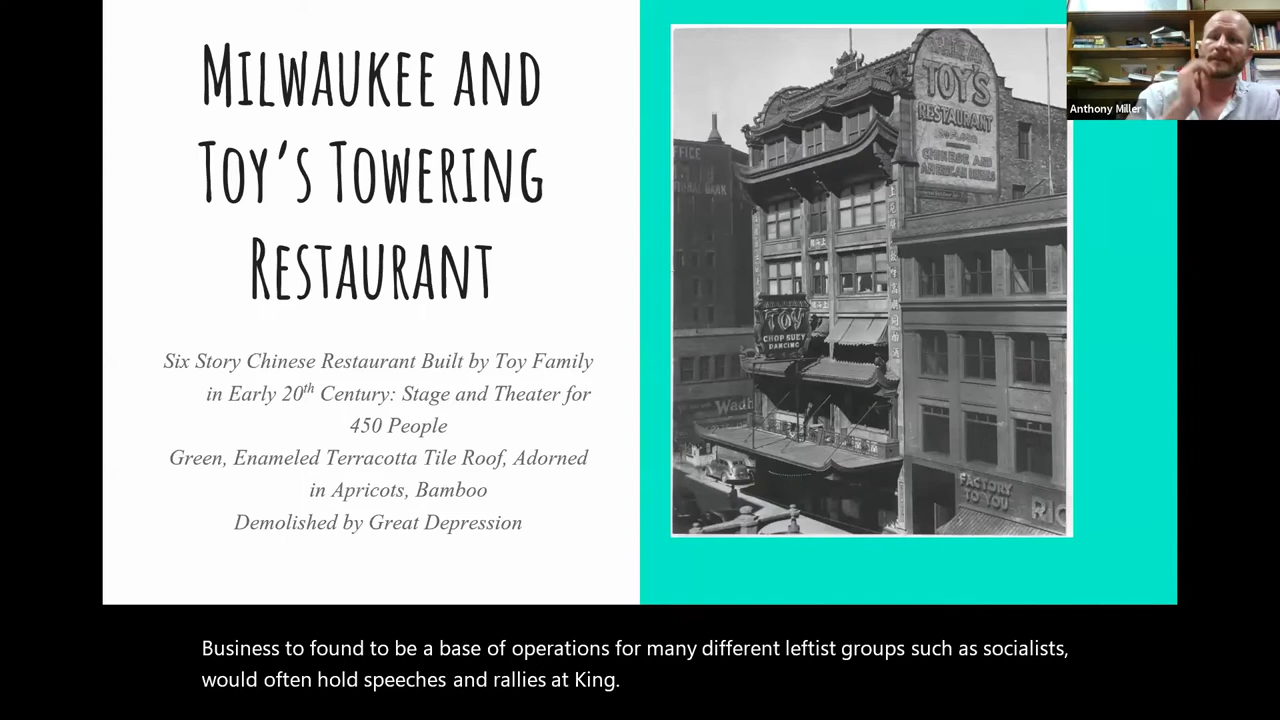 MILWAUKEE AND
TOY'S TOWERING
RESTAURANT
Six Story Chinese Restaurant Built by Toy Family
in Early 20th Century: Stage and Theater for
450 People
Green, Enameled Terracotta Tile Roof, Adorned
in Apricots, Bamboo
Demolished by Great Depression
TOY'S
RESTAURANT
CHINESE AND
AMERICAN
OFFICE
BANK
TOY
CHOP SUEY
DANCING
FACTORY
TO YOU
Anthony Miller
Business to found to be a base of operations for many different leftist groups such as socialists,
would often hold speeches and rallies at King.